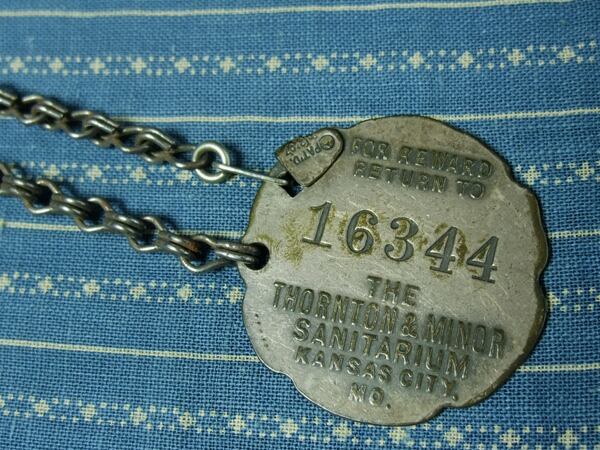 FOR REWARD
RETURN TO
16344
THE
THORNTON & MINOR
SANITARIUM
KANSAS CITY.
MO.